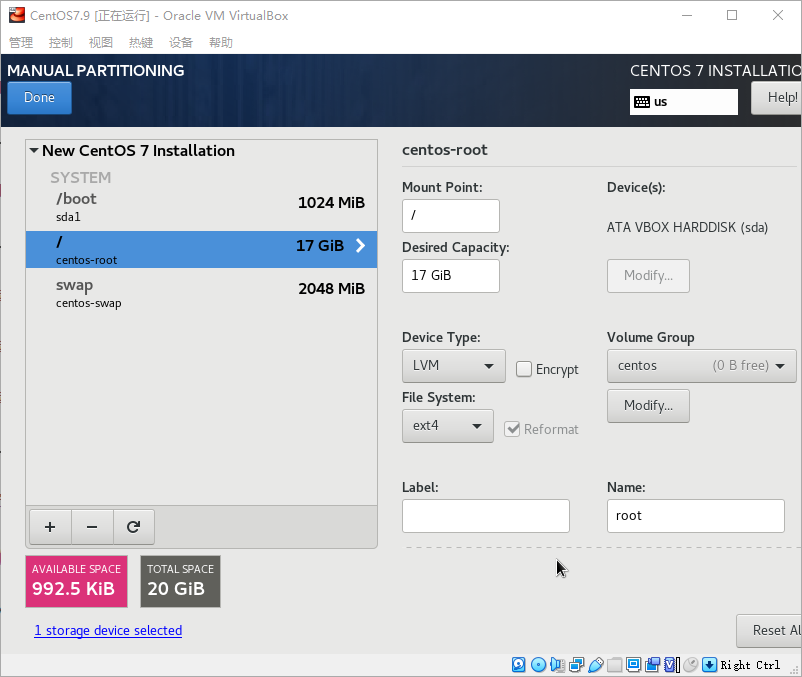 CentOS7.9 [正在运行] - Oracle VM VirtualBox
管理 控制 视图 热键 设备 帮助
MANUAL PARTITIONING
CENTOS 7 INSTALLATIO
Done
us
Help!
New CentOS 7 Installation
SYSTEM
/boot 1024 MiB
sda1
/ 17 GiB
centos-root
swap 2048 MiB
centos-swap
+ −
AVAILABLE SPACE
992.5 KiB
TOTAL SPACE
20 GiB
1 storage device selected
centos-root
Mount Point:
/
Desired Capacity:
17 GiB
Device(s):
ATA VBOX HARDDISK (sda)
Modify...
Device Type:
LVM
Encrypt
Volume Group
centos (0 B free)
Modify...
File System:
ext4
Reformat
Label:
Name:
root
Reset Al
Right Ctrl